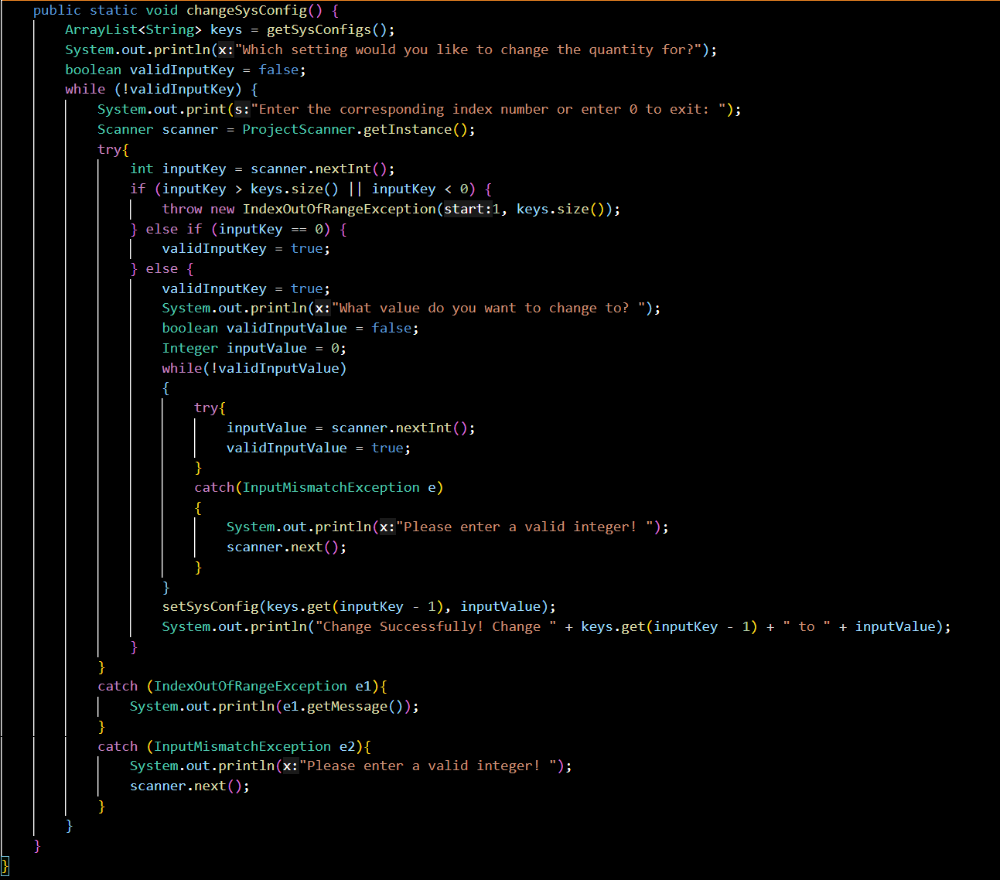 public static void changeSysConfig() {
ArrayList<String> keys = getSysConfigs();
System.out.println(x:"Which setting would you like to change the quantity for?");
boolean validInputKey = false;
while (!validInputKey) {
System.out.print(s:"Enter the corresponding index number or enter 0 to exit: ");
Scanner scanner = ProjectScanner.getInstance();
try{
int inputKey = scanner.nextInt();
if (inputKey > keys.size() || inputKey < 0) {
throw new IndexOutOfRangeException(start:1, keys.size());
} else if (inputKey == 0) {
validInputKey = true;
} else {
validInputKey = true;
System.out.println(x:"What value do you want to change to? ");
boolean validInputValue = false;
Integer inputValue = 0;
while(!validInputValue)
{
try{
inputValue = scanner.nextInt();
validInputValue = true;
}
catch(InputMismatchException e)
{
System.out.println(x:"Please enter a valid integer! ");
scanner.next();
}
}
setSysConfig(keys.get(inputKey - 1), inputValue);
System.out.println("Change Successfully! Change " + keys.get(inputKey - 1) + " to " + inputValue);
}
}
catch (IndexOutOfRangeException e1){
System.out.println(e1.getMessage());
}
catch (InputMismatchException e2){
System.out.println(x:"Please enter a valid integer! ");
scanner.next();
}
}
}
}